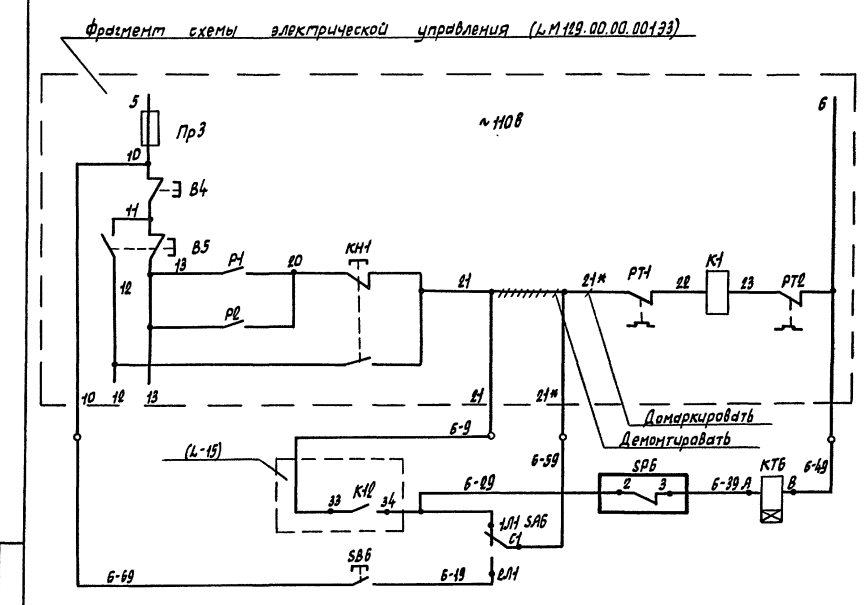 Фрагмент схемы электрической управления (LM129.00.00.001Э3)
5
6
~110В
Пр3
10
В4
11
В5
13
12
Р1
20
КН1
Р2
21
21*
РТ1
22
К1
23
РТ2
10
12
13
21
21*
Домаркировать
Демонтировать
6-9
(L-15)
6-59
6-49
33
К12
34
6-29
SP6
2
3
6-39
А
КТ6
В
1Л1
SA6
С1
SB6
6-69
6-19
2Л1